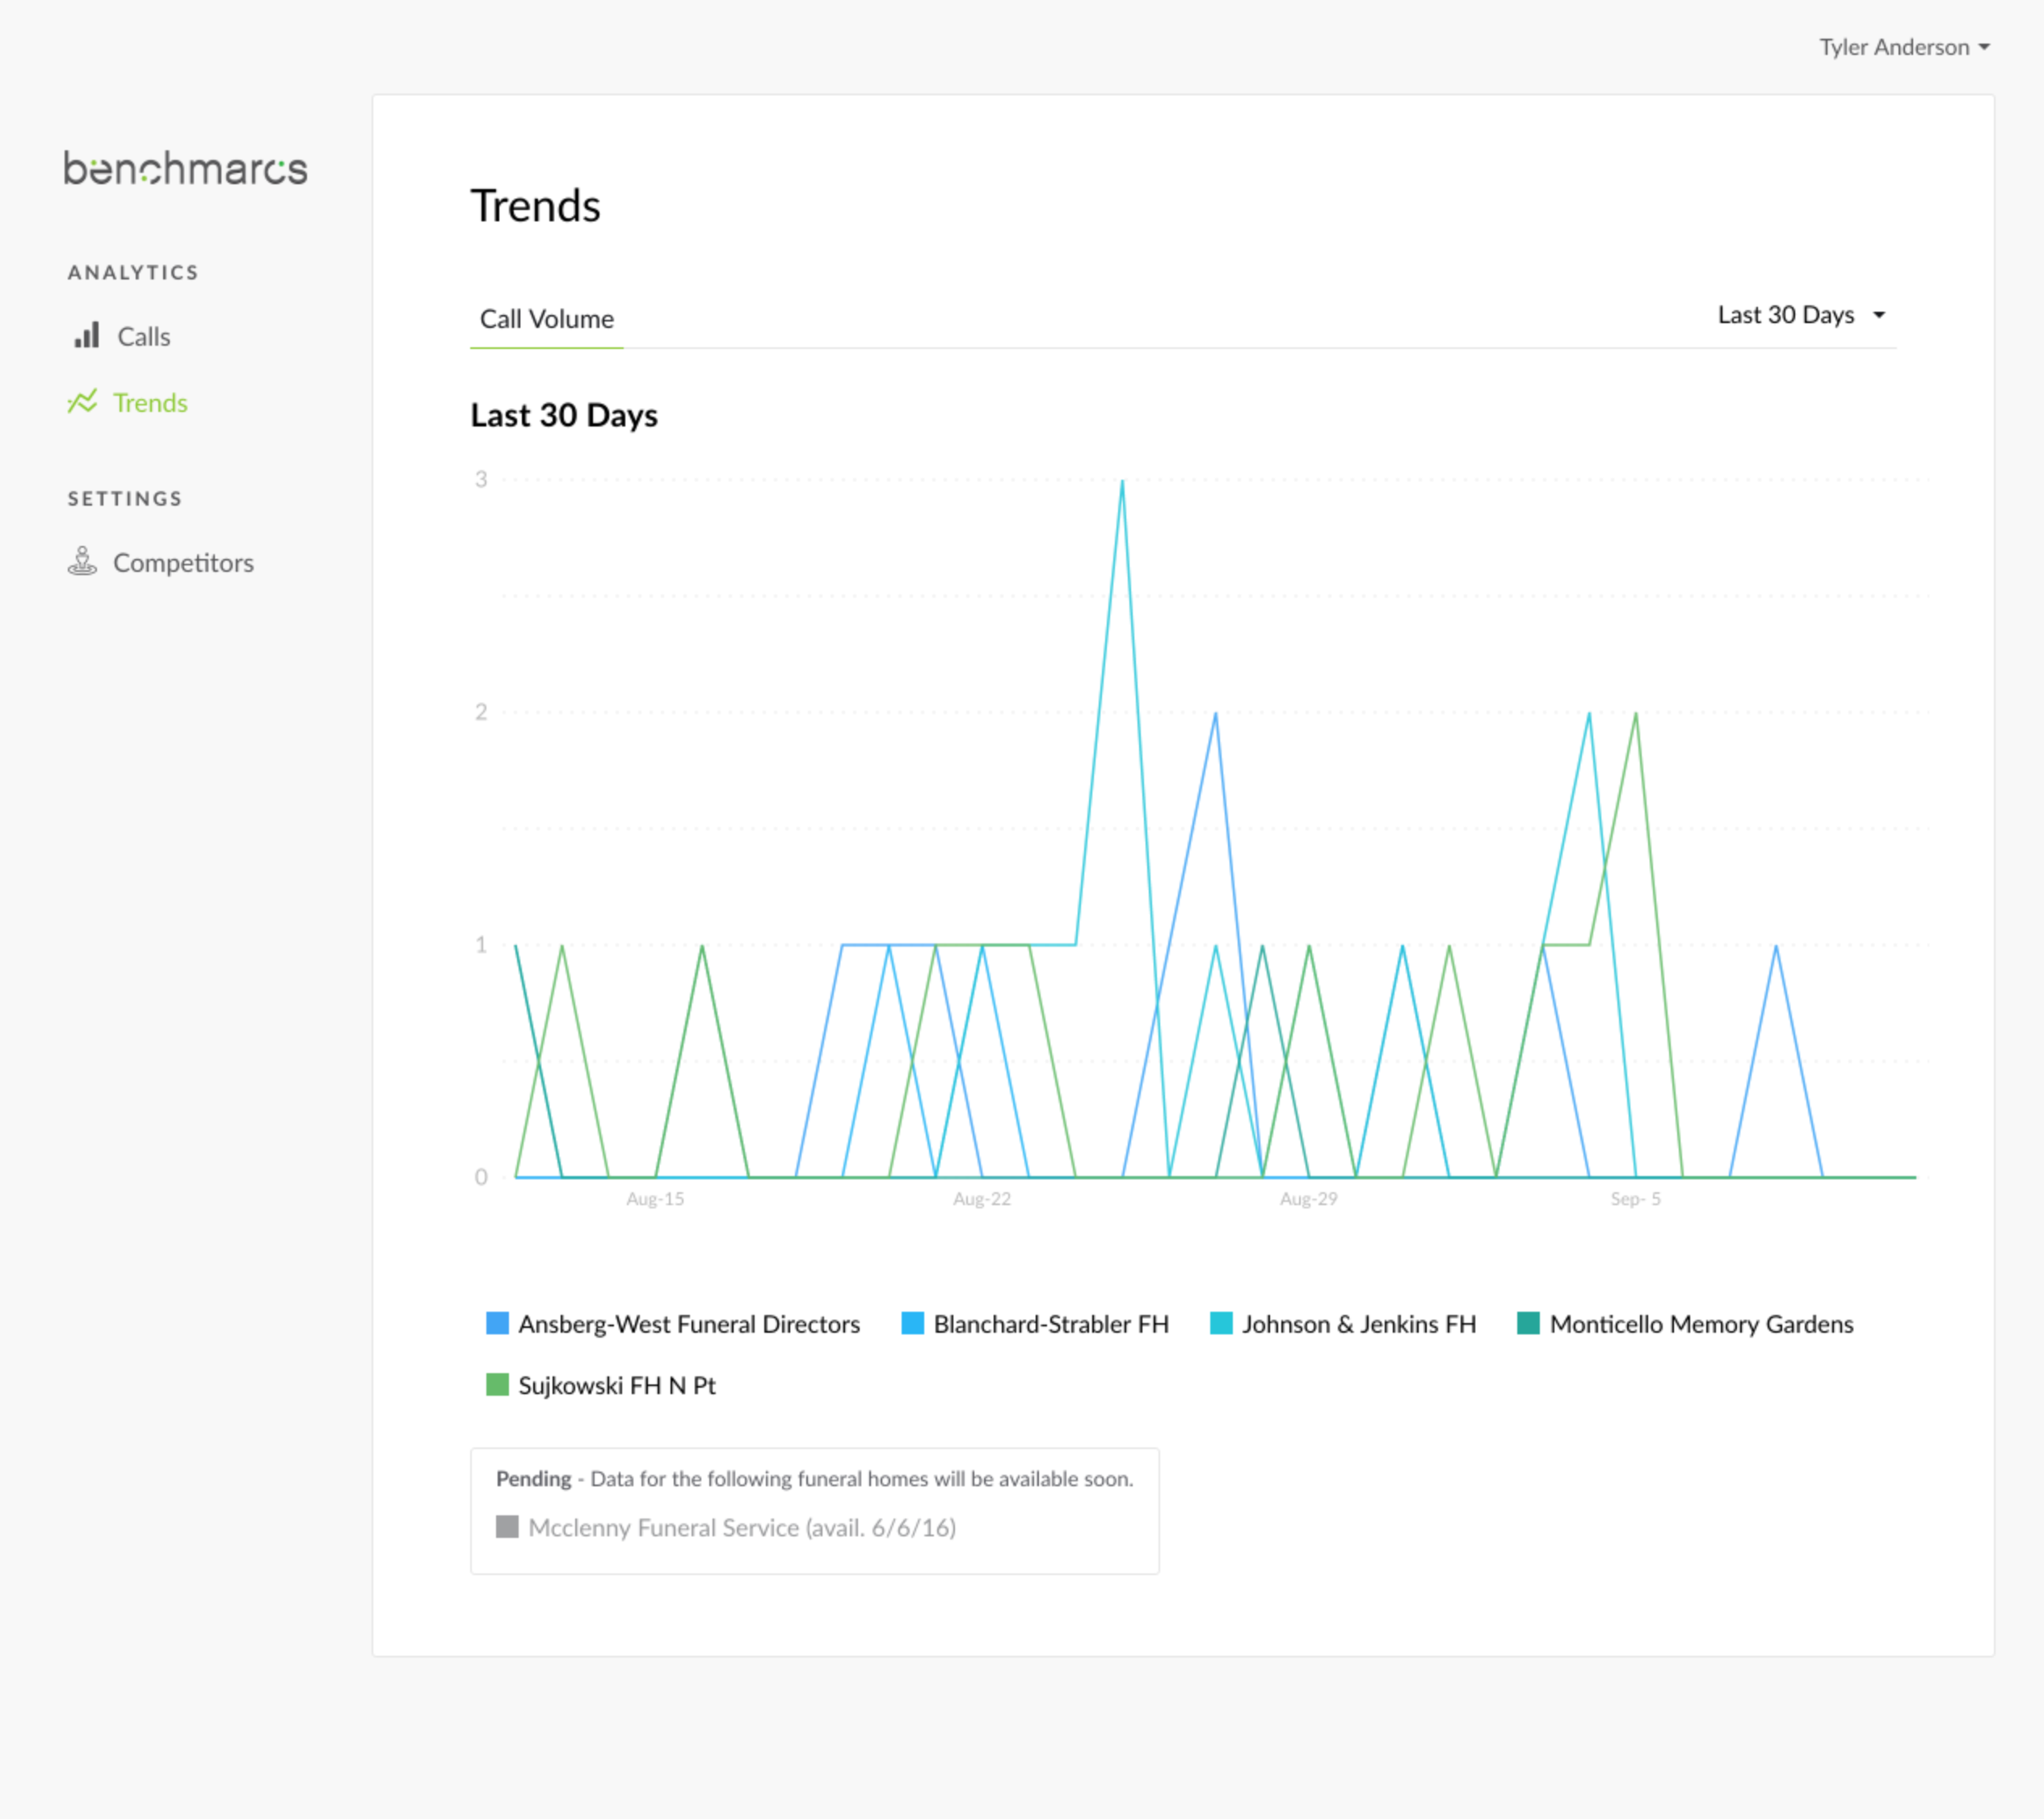 Tyler Anderson
benchmarcs
ANALYTICS
Calls
Trends
SETTINGS
Competitors
Trends
Call Volume
Last 30 Days
Last 30 Days
3
2
1
0
Aug-15 Aug-22 Aug-29 Sep- 5
Ansberg-West Funeral Directors Blanchard-Strabler FH Johnson & Jenkins FH Monticello Memory Gardens
Sujkowski FH N Pt
Pending - Data for the following funeral homes will be available soon.
Mcclenny Funeral Service (avail. 6/6/16)